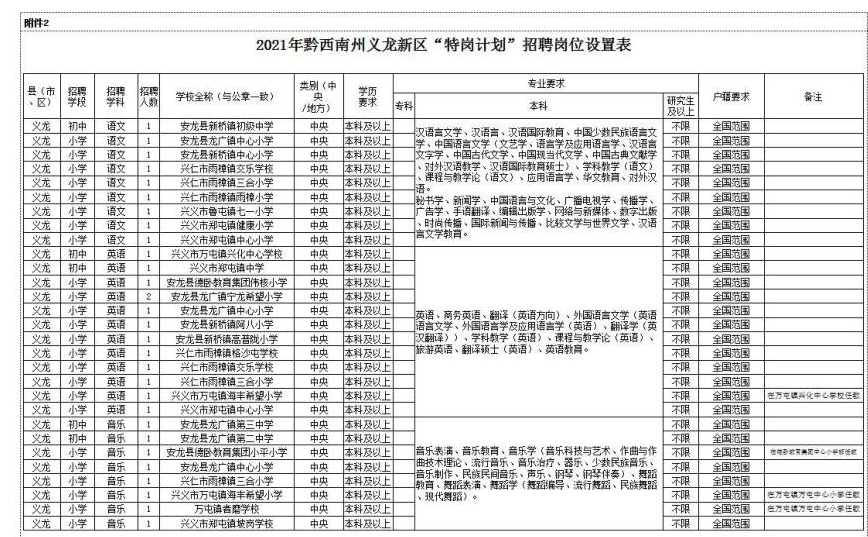 附件2
2021年黔西南州义龙新区“特岗计划”招聘岗位设置表
县（市、区） 招聘学段 招聘学科 招聘人数 学校全称（与公章一致） 类别（中央/地方） 学历要求 专业要求 户籍要求 备注
专科 本科 研究生及以上
义龙 初中 语文 1 安龙县新桥镇初级中学 中央 本科及以上 不限 全国范围
义龙 小学 语文 1 安龙县龙广镇中心小学 中央 本科及以上 不限 全国范围
义龙 小学 语文 1 安龙县新桥镇中心小学 中央 本科及以上 不限 全国范围
义龙 小学 语文 1 兴仁市雨樟镇交乐学校 中央 本科及以上 不限 全国范围
义龙 小学 语文 1 兴仁市雨樟镇三合小学 中央 本科及以上 不限 全国范围
义龙 小学 语文 1 兴仁市雨樟镇雨樟小学 中央 本科及以上 不限 全国范围
义龙 小学 语文 1 兴义市鲁屯镇七一小学 中央 本科及以上 不限 全国范围
义龙 小学 语文 1 兴义市郑屯镇健康小学 中央 本科及以上 不限 全国范围
义龙 小学 语文 1 兴义市郑屯镇中心小学 中央 本科及以上 不限 全国范围
汉语言文学、汉语言、汉语国际教育、中国少数民族语言文
学、中国语言文学（文艺学、语言学及应用语言学、汉语言
文字学、中国古代文学、中国现当代文学、中国古典文献学
、对外汉语教学、汉语国际教育硕士）、学科教学（语文）
、课程与教学论（语文）、应用语言学、华文教育、对外汉
语。
秘书学、新闻学、中国语言与文化、广播电视学、传播学、
广告学、手语翻译、编辑出版学、网络与新媒体、数字出版
、时尚传播、国际新闻与传播、比较文学与世界文学、汉语
言文学教育。
义龙 初中 英语 1 兴义市万屯镇兴化中心学校 中央 本科及以上 不限 全国范围
义龙 初中 英语 1 兴义市郑屯镇中学 中央 本科及以上 不限 全国范围
义龙 小学 英语 1 安龙县德卧教育集团伟核小学 中央 本科及以上 不限 全国范围
义龙 小学 英语 2 安龙县龙广镇宁龙希望小学 中央 本科及以上 不限 全国范围
义龙 小学 英语 1 安龙县龙广镇中心小学 中央 本科及以上 不限 全国范围
义龙 小学 英语 1 安龙县新桥镇阿八小学 中央 本科及以上 不限 全国范围
义龙 小学 英语 1 安龙县新桥镇高普陇小学 中央 本科及以上 不限 全国范围
义龙 小学 英语 1 兴仁市雨樟镇格沙屯学校 中央 本科及以上 不限 全国范围
义龙 小学 英语 1 兴仁市雨樟镇交乐学校 中央 本科及以上 不限 全国范围
义龙 小学 英语 1 兴仁市雨樟镇三合小学 中央 本科及以上 不限 全国范围
义龙 小学 英语 1 兴义市万屯镇海丰希望小学 中央 本科及以上 不限 全国范围 在万屯镇兴化中心学校任教
义龙 小学 英语 1 兴义市郑屯镇中心小学 中央 本科及以上 不限 全国范围
英语、商务英语、翻译（英语方向）、外国语言文学（英语
语言文学、外国语言学及应用语言学（英语）、翻译学（英
汉翻译））、学科教学（英语）、课程与教学论（英语）、
旅游英语、翻译硕士（英语）、英语教育。
义龙 初中 音乐 1 安龙县龙广镇第三中学 中央 本科及以上 不限 全国范围
义龙 初中 音乐 1 安龙县龙广镇第二中学 中央 本科及以上 不限 全国范围
义龙 小学 音乐 1 安龙县德卧教育集团小平小学 中央 本科及以上 不限 全国范围 在德卧教育集团中心小学部任教
义龙 小学 音乐 1 安龙县龙广镇中心小学 中央 本科及以上 不限 全国范围
义龙 小学 音乐 1 兴仁市雨樟镇三合小学 中央 本科及以上 不限 全国范围
义龙 小学 音乐 1 兴义市万屯镇海丰希望小学 中央 本科及以上 不限 全国范围 在万屯镇万屯中心小学任教
义龙 小学 音乐 1 万屯镇者磨学校 中央 本科及以上 不限 全国范围 在万屯镇万屯中心小学任教
义龙 小学 音乐 1 兴义市郑屯镇坡岗学校 中央 本科及以上 不限 全国范围
音乐表演、音乐教育、音乐学（音乐科技与艺术、作曲与作
曲技术理论、流行音乐、音乐治疗、器乐、少数民族音乐、
音乐制作、民族民间音乐、声乐、钢琴、钢琴伴奏）、舞蹈
教育、舞蹈表演、舞蹈学（舞蹈编导、流行舞蹈、民族舞蹈
、现代舞蹈）。